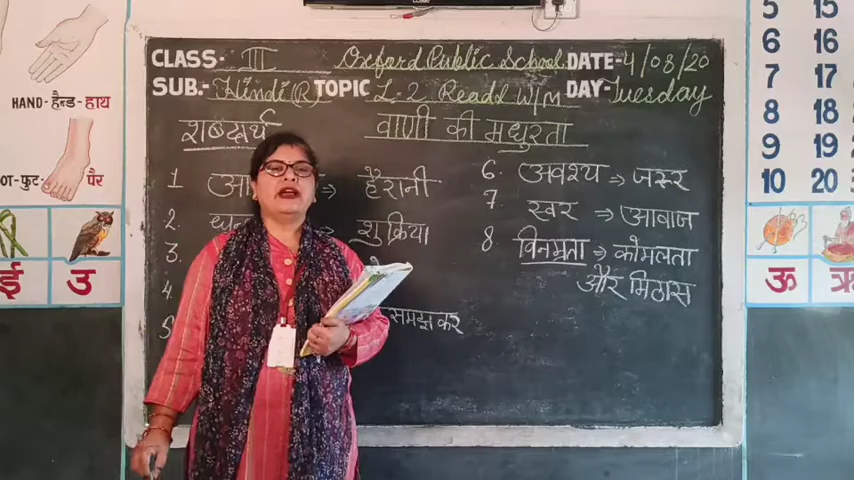 CLASS- III Oxford Public School DATE- 4/08/20
SUB.- Hindi(R) TOPIC L-2 Read & W/M DAY- Tuesday
शब्दार्थ वाणी की मधुरता
1 ⇒ हैरानी
2. शुक्रिया
3.
4.
5 समझकर
6. अवश्य ⇒ जरूर
7. स्वर ⇒ आवाज
8 विनम्रता ⇒ कोमलता
और मिठास
HAND-हैन्ड-हाथ
OT-फुट- पैर
ई उ
ऊ ऋ
5 15
6 16
7 17
8 18
9 19
10 20